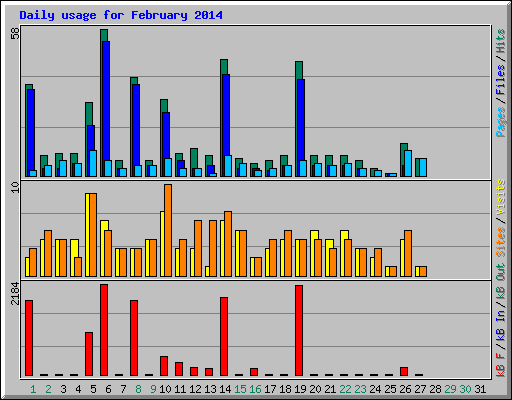 Daily usage for February 2014
58
Pages / Files / Hits
10
Sites / Visits
2184
kB F / kB In / kB Out
1 2 3 4 5 6 7 8 9 10 11 12 13 14 15 16 17 18 19 20 21 22 23 24 25 26 27 28 29 30 31